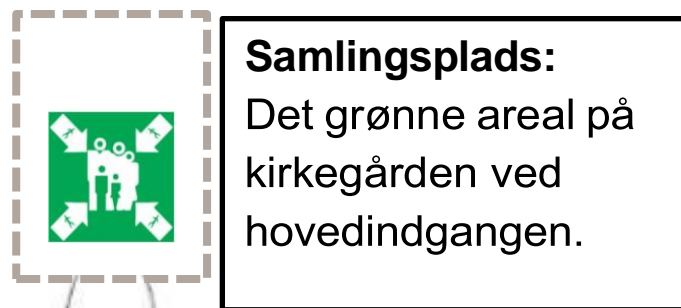 Samlingsplads:
Det grønne areal på
kirkegården ved
hovedindgangen.